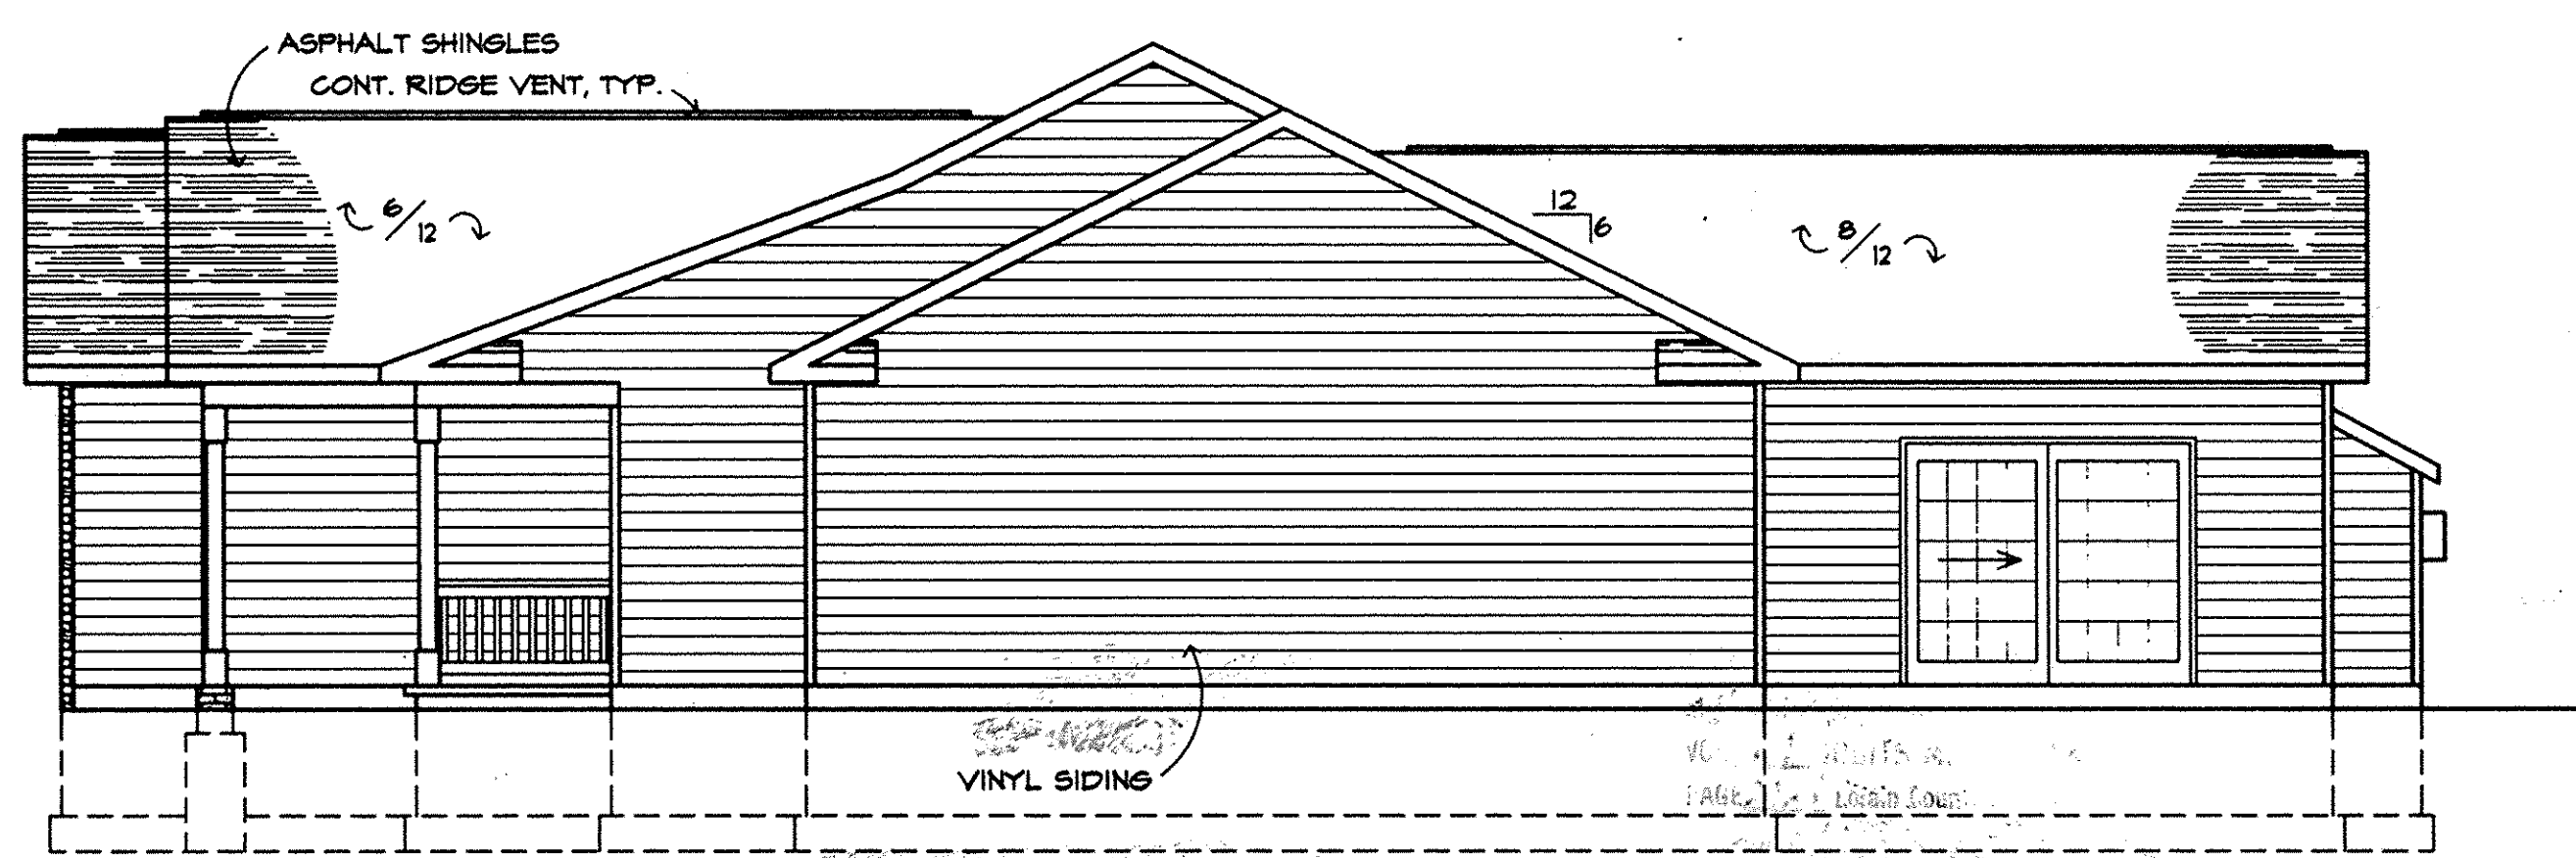 ASPHALT SHINGLES
CONT. RIDGE VENT, TYP.
6/12
12
6
8/12
VINYL SIDING